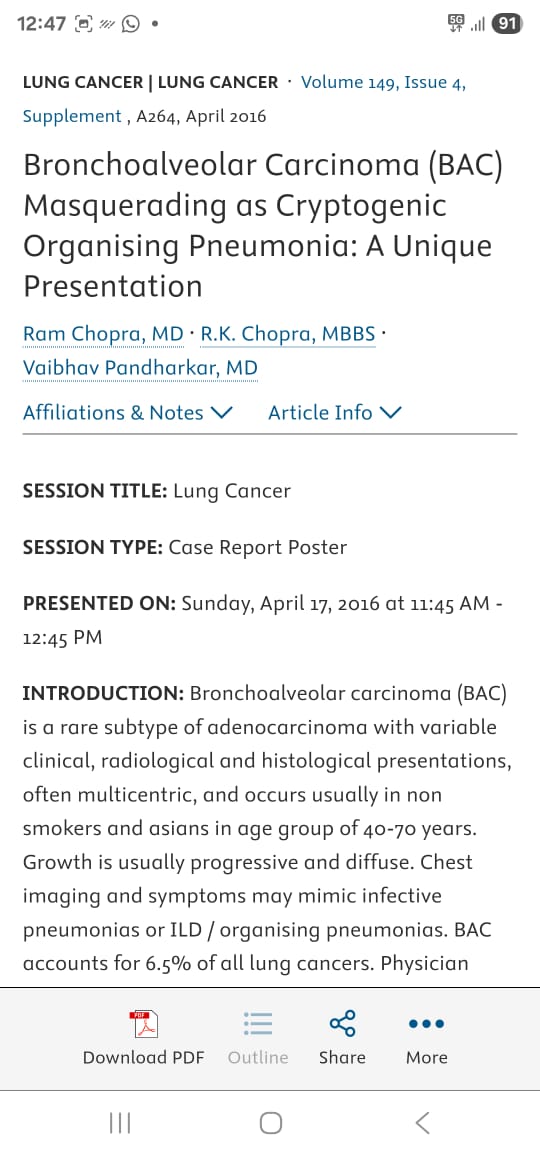 12:47
5G
91
LUNG CANCER | LUNG CANCER · Volume 149, Issue 4,
Supplement , A264, April 2016
Bronchoalveolar Carcinoma (BAC)
Masquerading as Cryptogenic
Organising Pneumonia: A Unique
Presentation
Ram Chopra, MD · R.K. Chopra, MBBS ·
Vaibhav Pandharkar, MD
Affiliations & Notes Article Info
SESSION TITLE: Lung Cancer
SESSION TYPE: Case Report Poster
PRESENTED ON: Sunday, April 17, 2016 at 11:45 AM -
12:45 PM
INTRODUCTION: Bronchoalveolar carcinoma (BAC)
is a rare subtype of adenocarcinoma with variable
clinical, radiological and histological presentations,
often multicentric, and occurs usually in non
smokers and asians in age group of 40-70 years.
Growth is usually progressive and diffuse. Chest
imaging and symptoms may mimic infective
pneumonias or ILD / organising pneumonias. BAC
accounts for 6.5% of all lung cancers. Physician
PDF
Download PDF Outline Share More